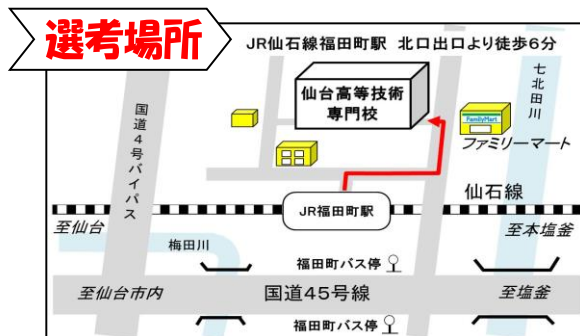 選考場所
JR仙石線福田町駅 北口出口より徒歩6分
仙台高等技術
専門校
七北田川
国道4号バイパス
FamilyMart
ファミリーマート
仙石線
JR福田町駅
至仙台
至本塩釜
梅田川
福田町バス停
至仙台市内
国道45号線
至塩釜
福田町バス停